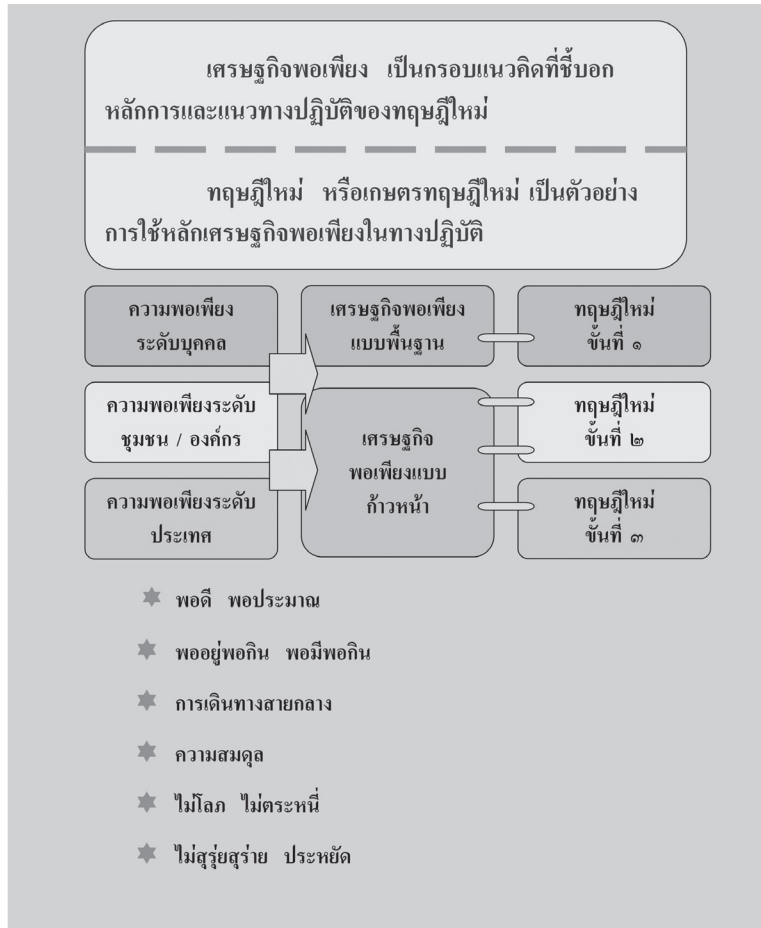 เศรษฐกิจพอเพียง เป็นกรอบแนวคิดที่ชี้บอก
หลักการและแนวทางปฏิบัติของทฤษฎีใหม่
ทฤษฎีใหม่ หรือเกษตรทฤษฎีใหม่ เป็นตัวอย่าง
การใช้หลักเศรษฐกิจพอเพียงในทางปฏิบัติ
ความพอเพียง
ระดับบุคคล
เศรษฐกิจพอเพียง
แบบพื้นฐาน
ทฤษฎีใหม่
ขั้นที่ ๑
ความพอเพียงระดับ
ชุมชน / องค์กร
เศรษฐกิจ
พอเพียงแบบ
ก้าวหน้า
ทฤษฎีใหม่
ขั้นที่ ๒
ความพอเพียงระดับ
ประเทศ
ทฤษฎีใหม่
ขั้นที่ ๓
พอดี พอประมาณ
พออยู่พอกิน พอมีพอกิน
การเดินทางสายกลาง
ความสมดุล
ไม่โลภ ไม่ตระหนี่
ไม่สุรุ่ยสุร่าย ประหยัด